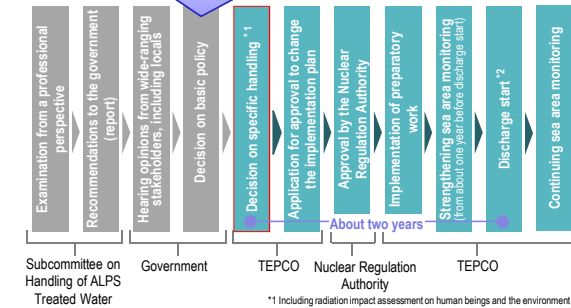 Examination from a professional
perspective
Recommendations to the government
(report)
Hearing opinions from wide-ranging
stakeholders, including locals
Decision on basic policy
Decision on specific handling *1
Application for approval to change
the implementation plan
Approval by the Nuclear
Regulation Authority
Implementation of preparatory
work
Strengthening sea area monitoring
(from about one year before discharge start)
Discharge start*2
Continuing sea area monitoring
About two years
Subcommittee on
Handling of ALPS
Treated Water
Government
TEPCO
Nuclear Regulation
Authority
TEPCO
*1 Including radiation impact assessment on human beings and the environment